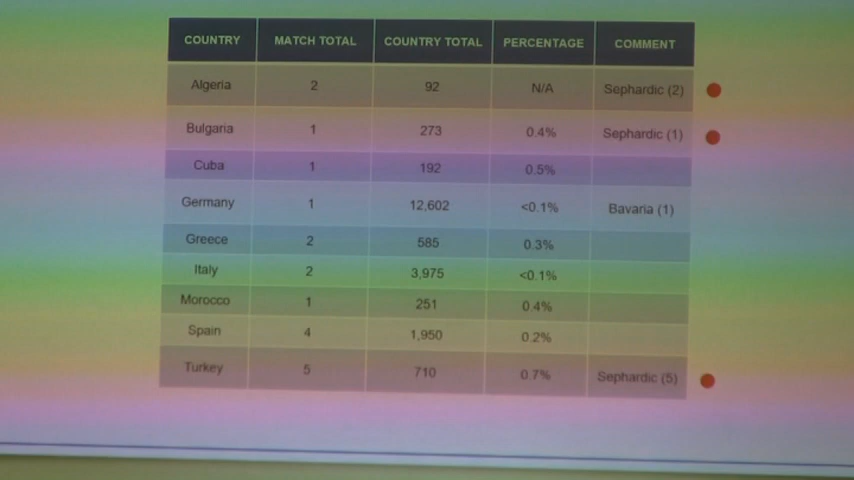 COUNTRY MATCH TOTAL COUNTRY TOTAL PERCENTAGE COMMENT
Algeria 2 92 N/A Sephardic (2)
Bulgaria 1 273 0.4% Sephardic (1)
Cuba 1 192 0.5%
Germany 1 12,602 <0.1% Bavaria (1)
Greece 2 585 0.3%
Italy 2 3,975 <0.1%
Morocco 1 251 0.4%
Spain 4 1,950 0.2%
Turkey 5 710 0.7% Sephardic (5)